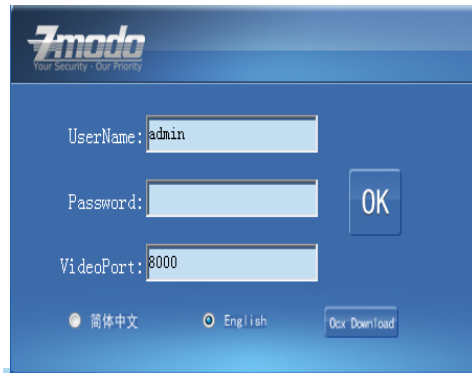 Zmodo
Your Security - Our Priority
UserName: admin
Password:
OK
VideoPort: 8000
简体中文 English Ocx Download